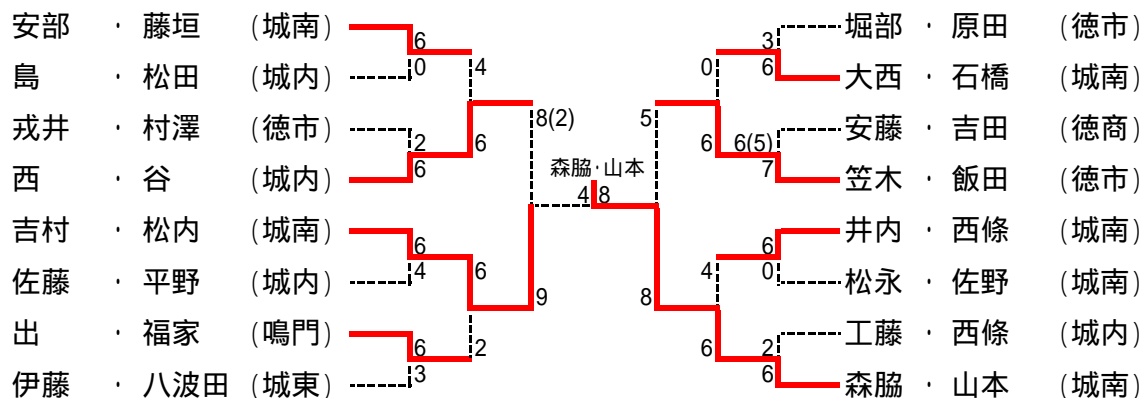 安部 ・ 藤垣 (城南) 6 3 堀部 ・ 原田 (徳市)
島 ・ 松田 (城内) 0 4 0 6 大西 ・ 石橋 (城南)
8(2) 5
戎井 ・ 村澤 (徳市) 2 6 6 6(5) 安藤 ・ 吉田 (徳商)
西 ・ 谷 (城内) 6 森脇・山本 7 笠木 ・ 飯田 (徳市)
4 8
吉村 ・ 松内 (城南) 6 6 井内 ・ 西條 (城南)
佐藤 ・ 平野 (城内) 4 6 4 0 松永 ・ 佐野 (城南)
9 8
出 ・ 福家 (鳴門) 6 2 6 2 工藤 ・ 西條 (城内)
伊藤 ・ 八波田 (城東) 3 6 森脇 ・ 山本 (城南)